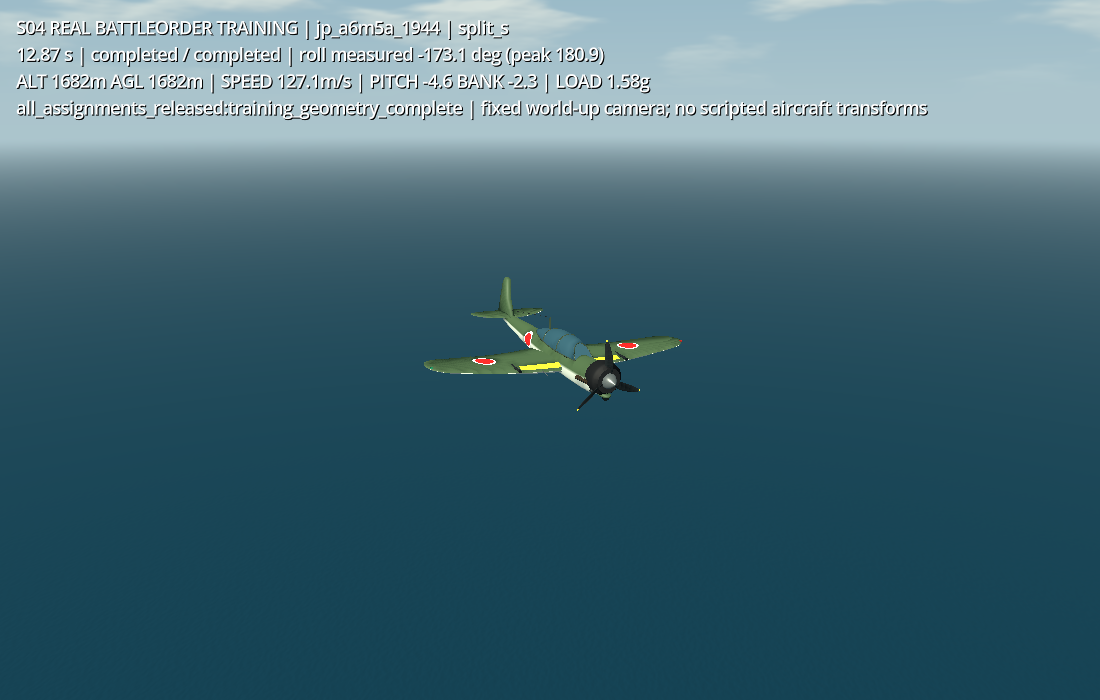 S04 REAL BATTLEORDER TRAINING | jp_a6m5a_1944 | split_s
12.87 s | completed / completed | roll measured -173.1 deg (peak 180.9)
ALT 1682m AGL 1682m | SPEED 127.1m/s | PITCH -4.6 BANK -2.3 | LOAD 1.58g
all_assignments_released:training_geometry_complete | fixed world-up camera; no scripted aircraft transforms